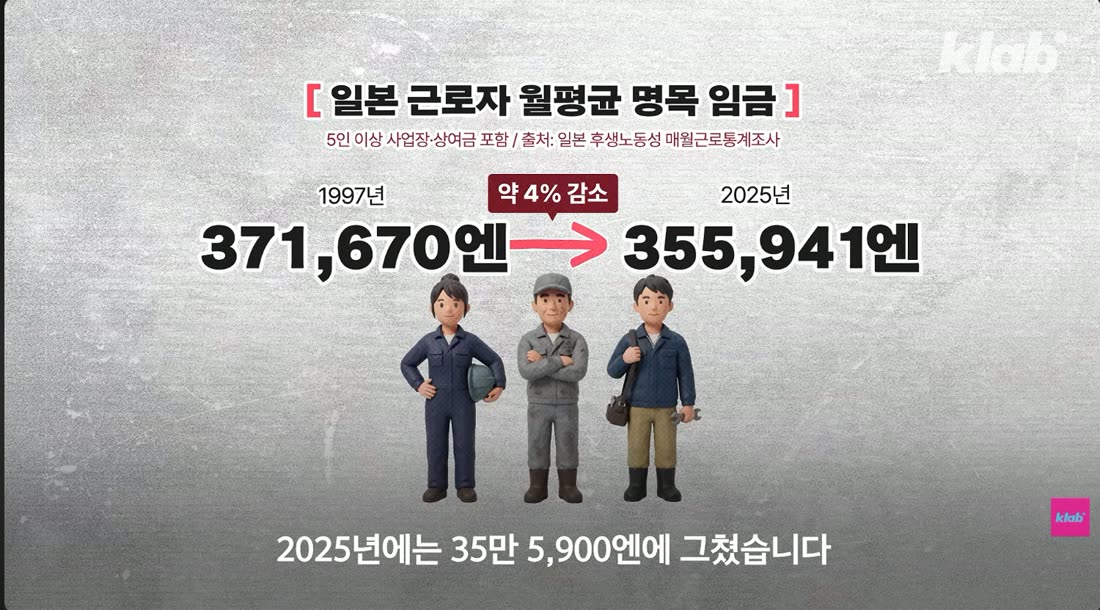 klab
[ 일본 근로자 월평균 명목 임금 ]
5인 이상 사업장·상여금 포함 / 출처: 일본 후생노동성 매월근로통계조사
1997년
약 4% 감소
2025년
371,670엔
355,941엔
klab
2025년에는 35만 5,900엔에 그쳤습니다